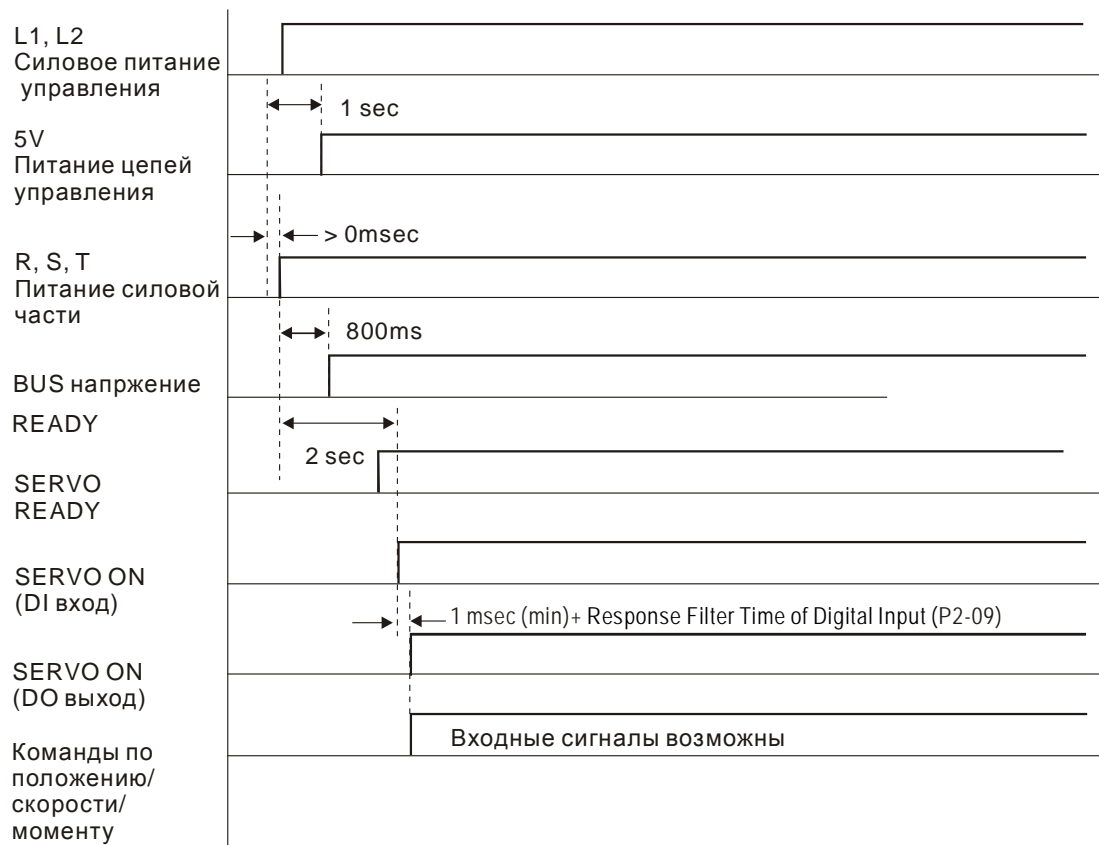 L1, L2
Силовое питание
управления
1 sec
5V
Питание цепей
управления
> 0msec
R, S, T
Питание силовой
части
800ms
BUS напржение
READY
2 sec
SERVO
READY
SERVO ON
(DI вход)
1 msec (min)+ Response Filter Time of Digital Input (P2-09)
SERVO ON
(DO выход)
Входные сигналы возможны
Команды по
положению/
скорости/
моменту